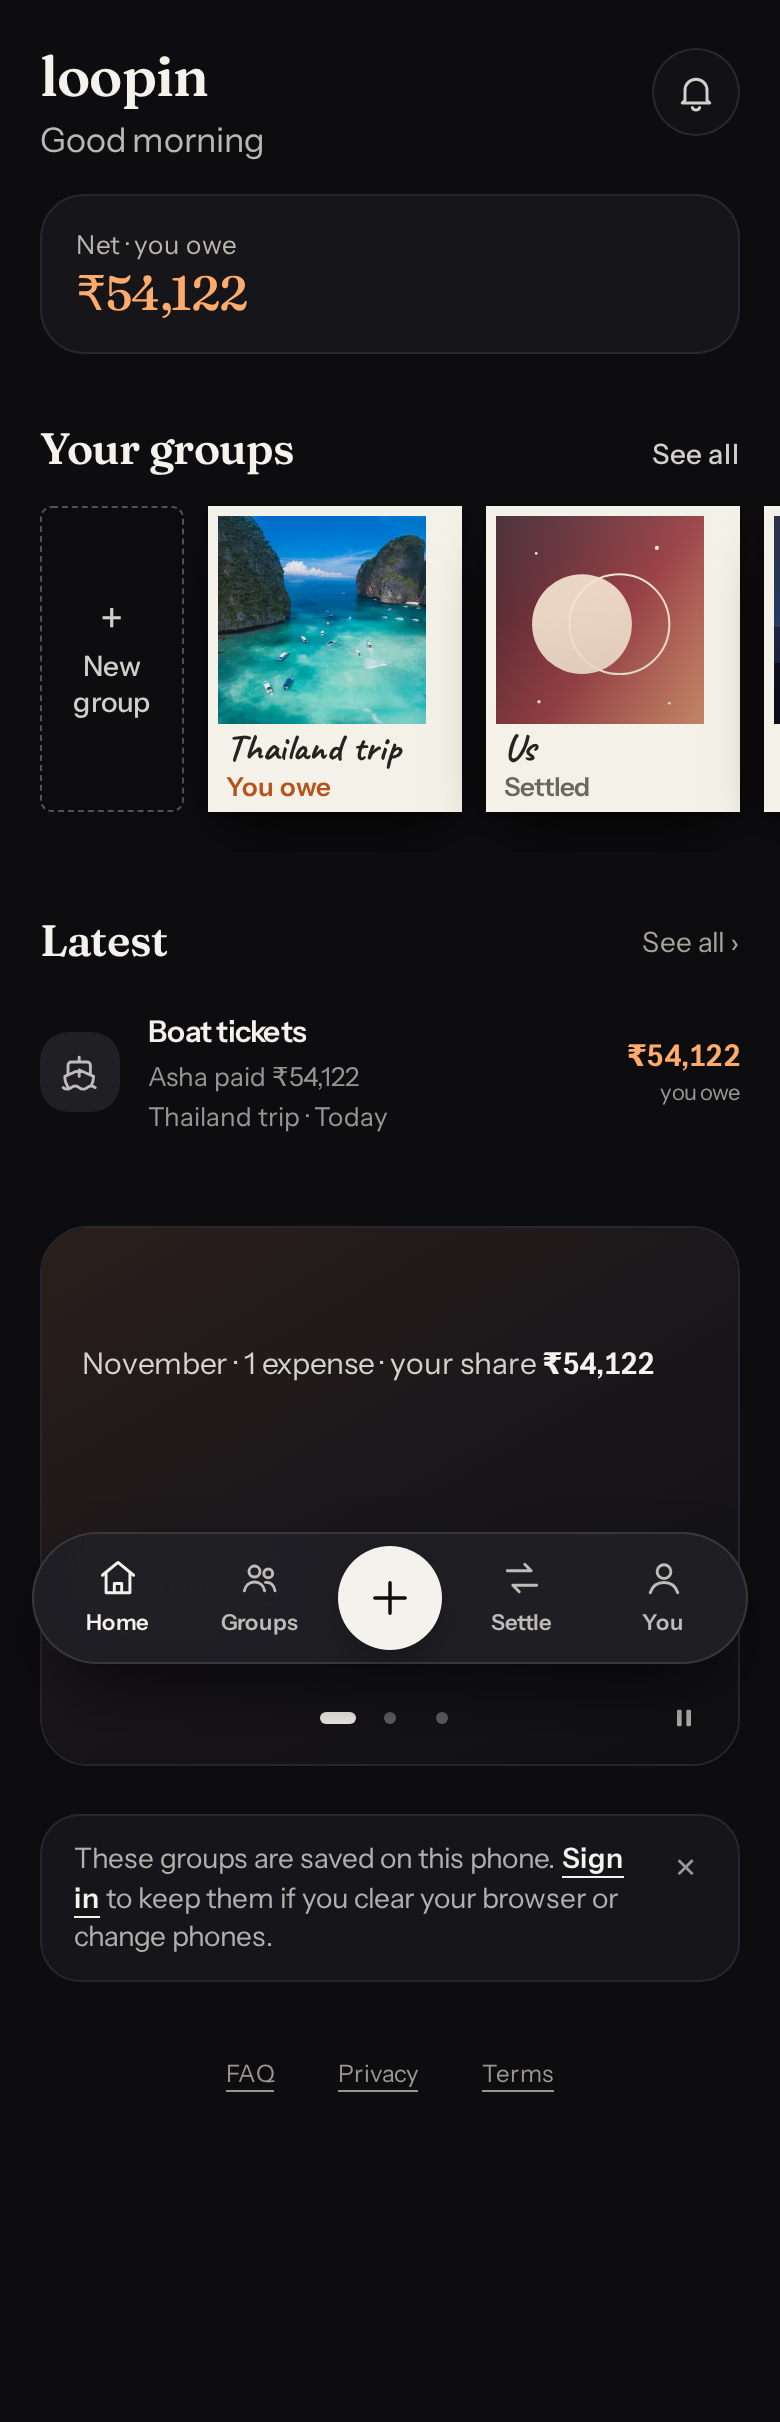 loopin
Good morning
Net · you owe
₹54,122
Your groups
See all
+
New
group
Thailand trip
You owe
Us
Settled
Latest
See all ›
Boat tickets
Asha paid ₹54,122
Thailand trip · Today
₹54,122
you owe
November · 1 expense · your share ₹54,122
Home
Groups
Settle
You
These groups are saved on this phone. Sign
in to keep them if you clear your browser or
change phones.
×
FAQ
Privacy
Terms